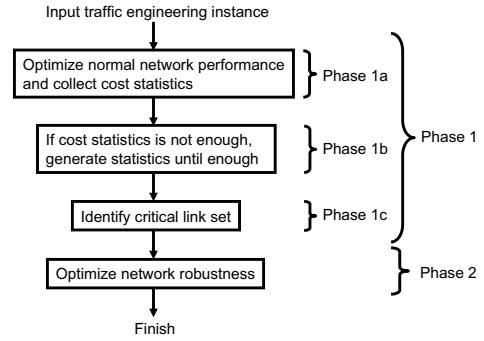 Input traffic engineering instance
Optimize normal network performance
and collect cost statistics
Phase 1a
If cost statistics is not enough,
generate statistics until enough
Phase 1b
Phase 1
Identify critical link set
Phase 1c
Optimize network robustness
Phase 2
Finish